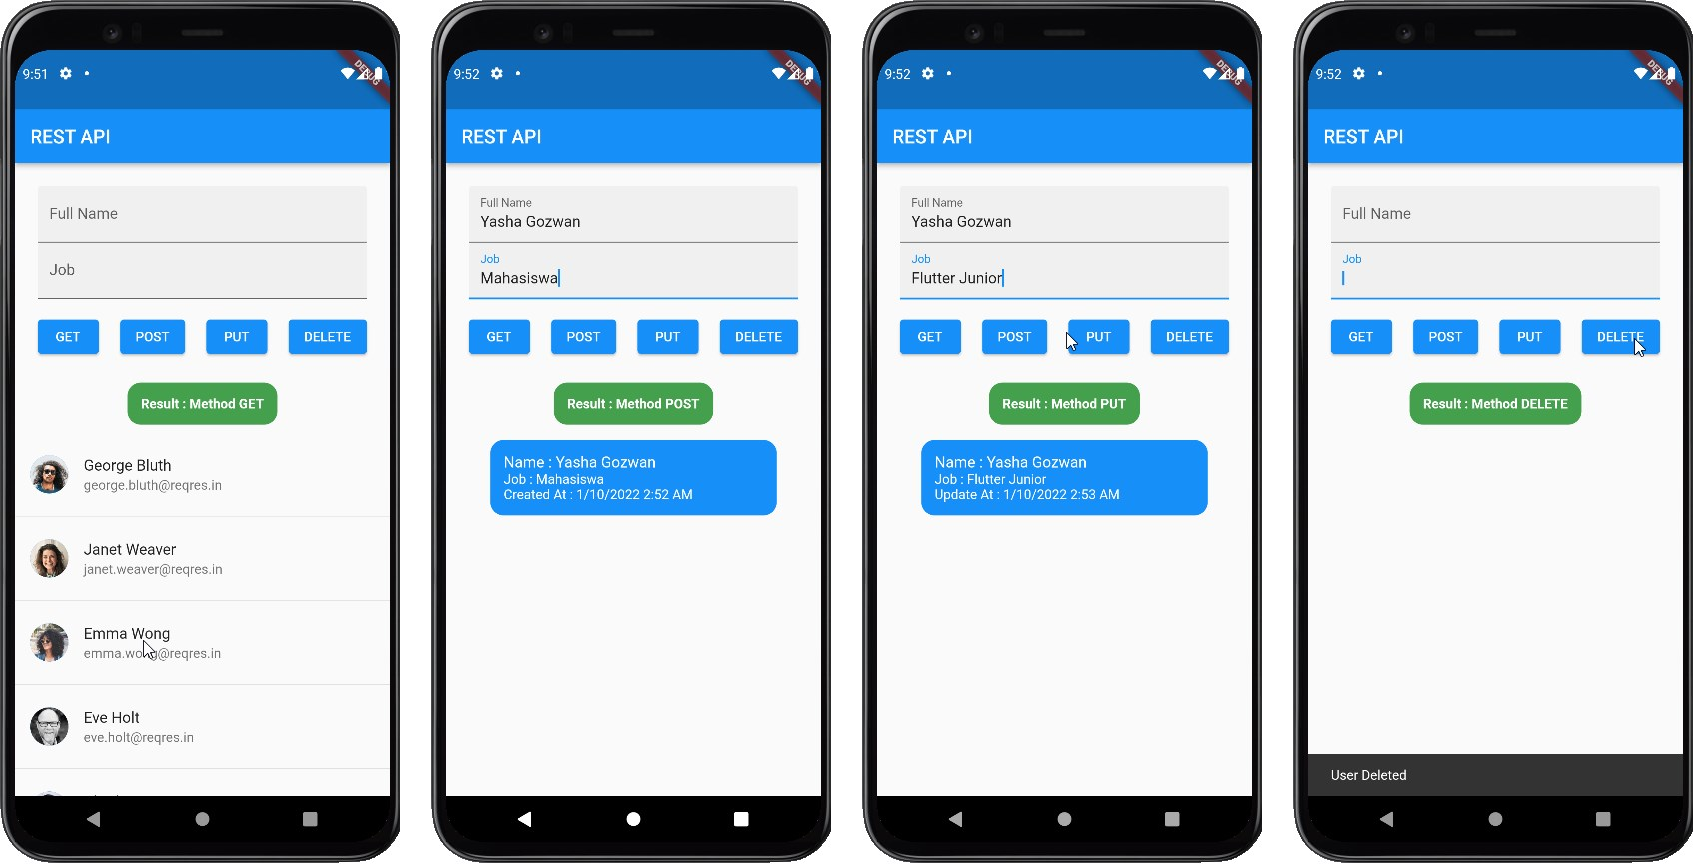 9:51
DEBUG
REST API
Full Name
Job
GET POST PUT DELETE
Result : Method GET
George Bluth
george.bluth@reqres.in
Janet Weaver
janet.weaver@reqres.in
Emma Wong
emma.wong@reqres.in
Eve Holt
eve.holt@reqres.in
9:52
DEBUG
REST API
Full Name
Yasha Gozwan
Job
Mahasiswa
GET POST PUT DELETE
Result : Method POST
Name : Yasha Gozwan
Job : Mahasiswa
Created At : 1/10/2022 2:52 AM
9:52
DEBUG
REST API
Full Name
Yasha Gozwan
Job
Flutter Junior
GET POST PUT DELETE
Result : Method PUT
Name : Yasha Gozwan
Job : Flutter Junior
Update At : 1/10/2022 2:53 AM
9:52
DEBUG
REST API
Full Name
Job
GET POST PUT DELETE
Result : Method DELETE
User Deleted